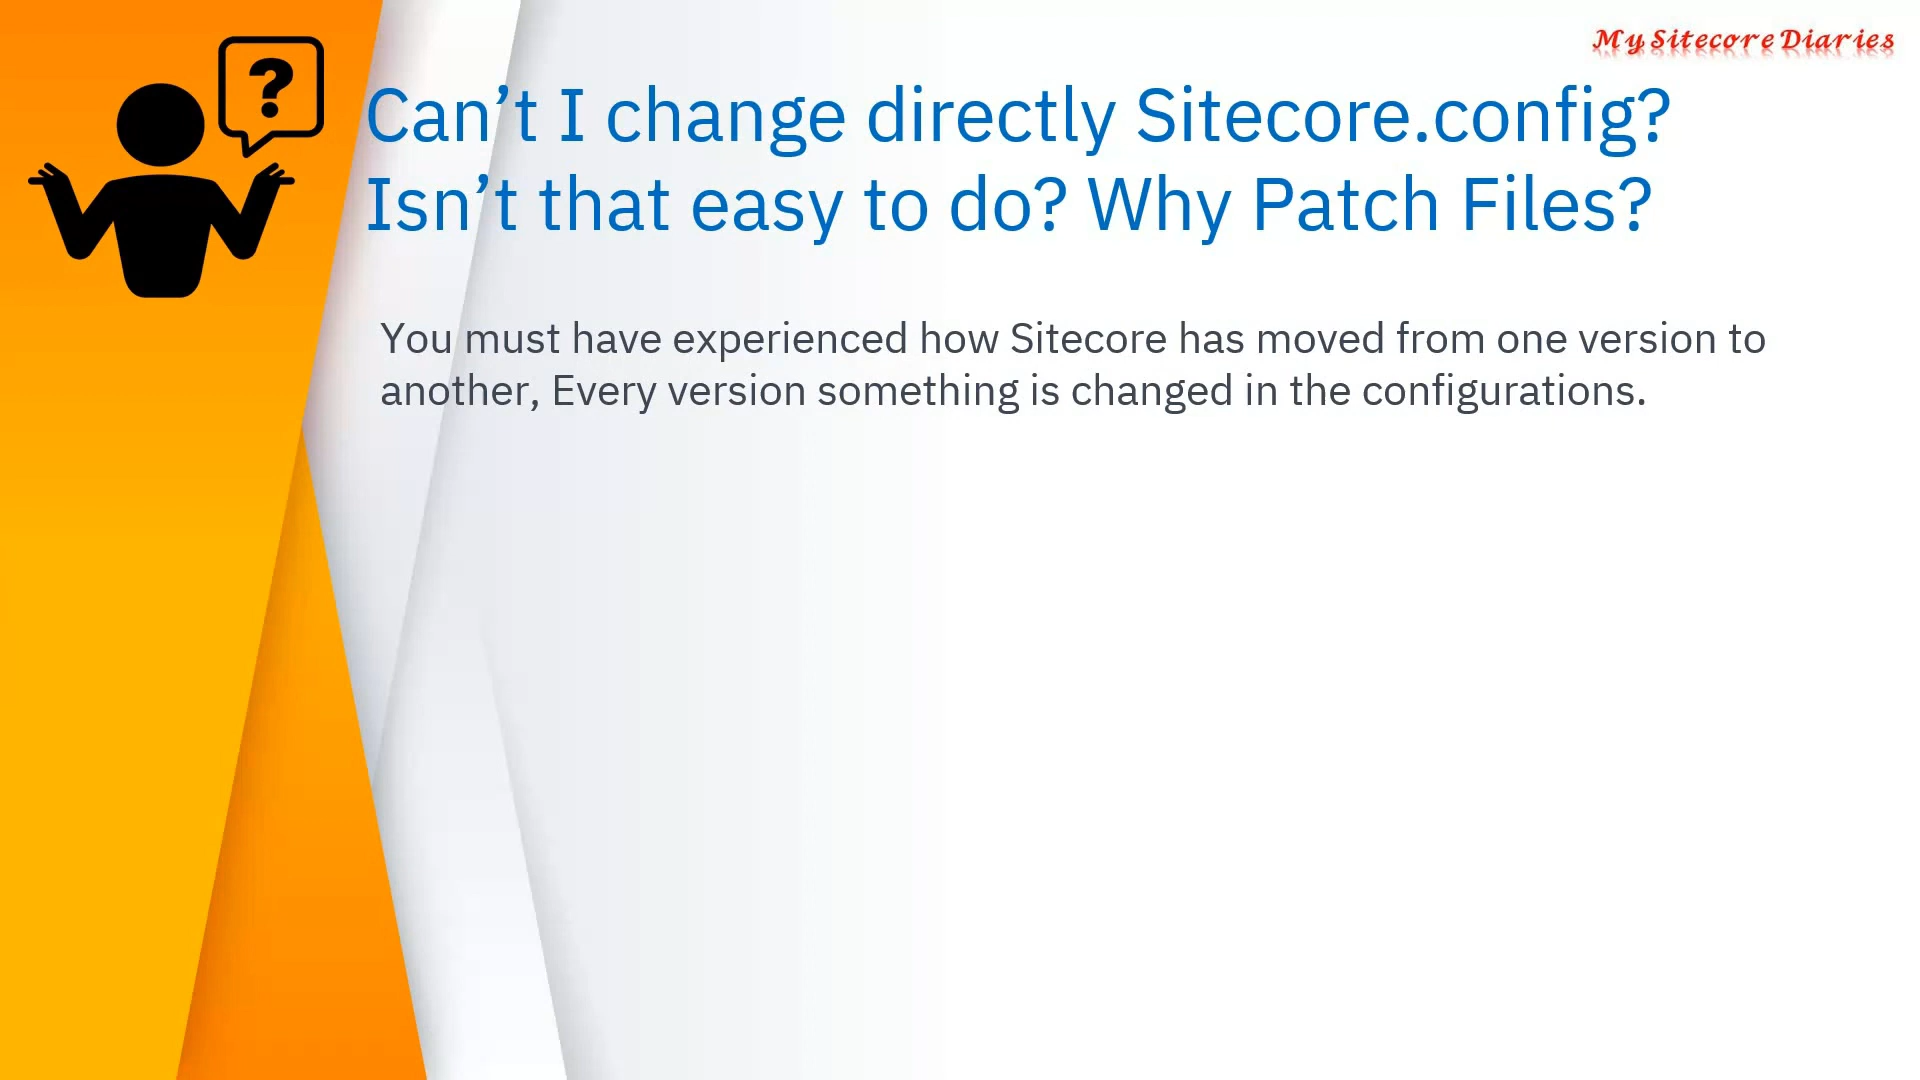 ?
My Sitecore Diaries
Can’t I change directly Sitecore.config?
Isn’t that easy to do? Why Patch Files?
You must have experienced how Sitecore has moved from one version to
another, Every version something is changed in the configurations.